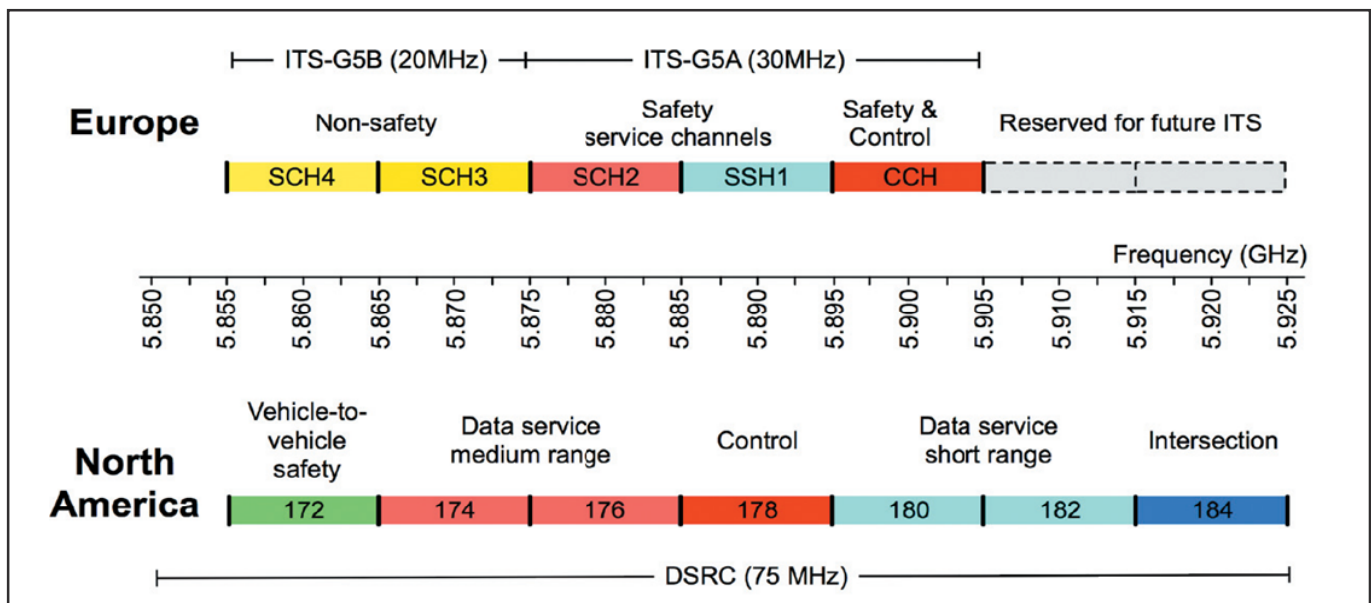 ITS-G5B (20MHz) ITS-G5A (30MHz)
Europe
Non-safety
Safety
service channels
Safety &
Control
Reserved for future ITS
SCH4 SCH3 SCH2 SSH1 CCH
Frequency (GHz)
5.850 5.855 5.860 5.865 5.870 5.875 5.880 5.885 5.890 5.895 5.900 5.905 5.910 5.915 5.920 5.925
North
America
Vehicle-to-
vehicle
safety
Data service
medium range
Control
Data service
short range
Intersection
172 174 176 178 180 182 184
DSRC (75 MHz)